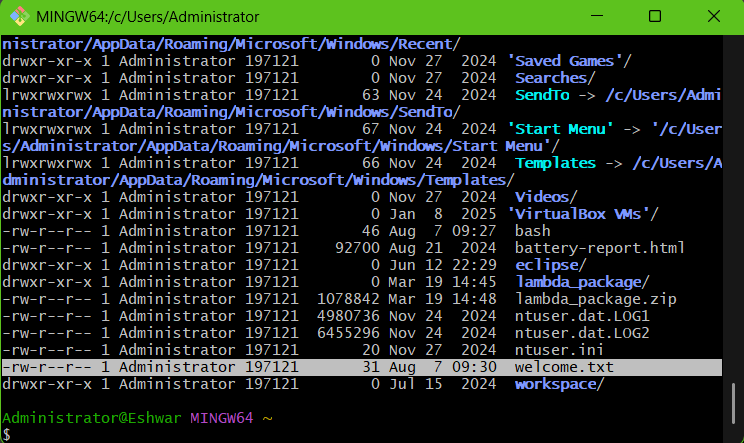 MINGW64:/c/Users/Administrator
nistrator/AppData/Roaming/Microsoft/Windows/Recent/
drwxr-xr-x 1 Administrator 197121        0 Nov 27  2024 'Saved Games'/
drwxr-xr-x 1 Administrator 197121        0 Nov 27  2024  Searches/
lrwxrwxrwx 1 Administrator 197121       63 Nov 24  2024  SendTo -> /c/Users/Admi
nistrator/AppData/Roaming/Microsoft/Windows/SendTo/
lrwxrwxrwx 1 Administrator 197121       67 Nov 24  2024 'Start Menu' -> '/c/User
s/Administrator/AppData/Roaming/Microsoft/Windows/Start Menu'/
lrwxrwxrwx 1 Administrator 197121       66 Nov 24  2024  Templates -> /c/Users/A
dministrator/AppData/Roaming/Microsoft/Windows/Templates/
drwxr-xr-x 1 Administrator 197121        0 Nov 27  2024  Videos/
drwxr-xr-x 1 Administrator 197121        0 Jan  8  2025 'VirtualBox VMs'/
-rw-r--r-- 1 Administrator 197121       46 Aug  7 09:27  bash
-rw-r--r-- 1 Administrator 197121    92700 Aug 21  2024  battery-report.html
drwxr-xr-x 1 Administrator 197121        0 Jun 12 22:29  eclipse/
drwxr-xr-x 1 Administrator 197121        0 Mar 19 14:45  lambda_package/
-rw-r--r-- 1 Administrator 197121  1078842 Mar 19 14:48  lambda_package.zip
-rw-r--r-- 1 Administrator 197121  4980736 Nov 24  2024  ntuser.dat.LOG1
-rw-r--r-- 1 Administrator 197121  6455296 Nov 24  2024  ntuser.dat.LOG2
-rw-r--r-- 1 Administrator 197121       20 Nov 27  2024  ntuser.ini
-rw-r--r-- 1 Administrator 197121       31 Aug  7 09:30  welcome.txt
drwxr-xr-x 1 Administrator 197121        0 Jul 15  2024  workspace/
Administrator@Eshwar MINGW64 ~
$